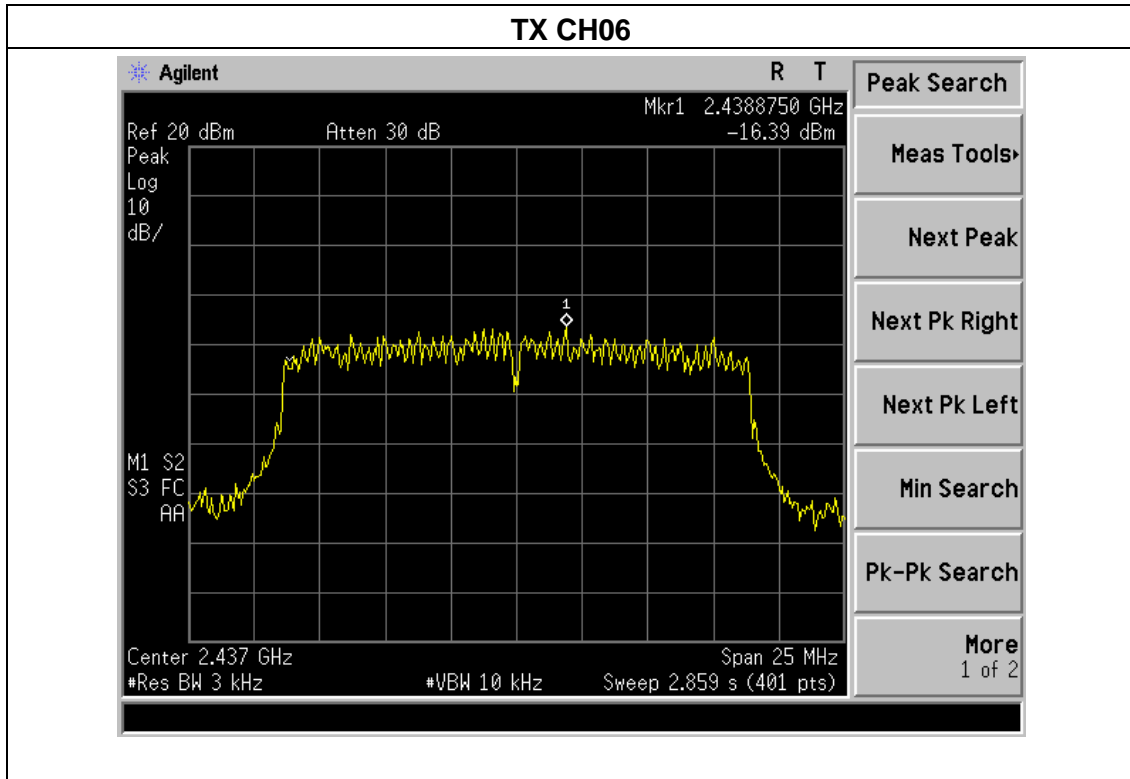 TX CH06
Agilent R T
Peak Search
Mkr1 2.4388750 GHz
Ref 20 dBm Atten 30 dB -16.39 dBm
Peak
Log
10
dB/
1
M1 S2
S3 FC
AA
Center 2.437 GHz Span 25 MHz
#Res BW 3 kHz #VBW 10 kHz Sweep 2.859 s (401 pts)
Meas Tools
Next Peak
Next Pk Right
Next Pk Left
Min Search
Pk-Pk Search
More
1 of 2